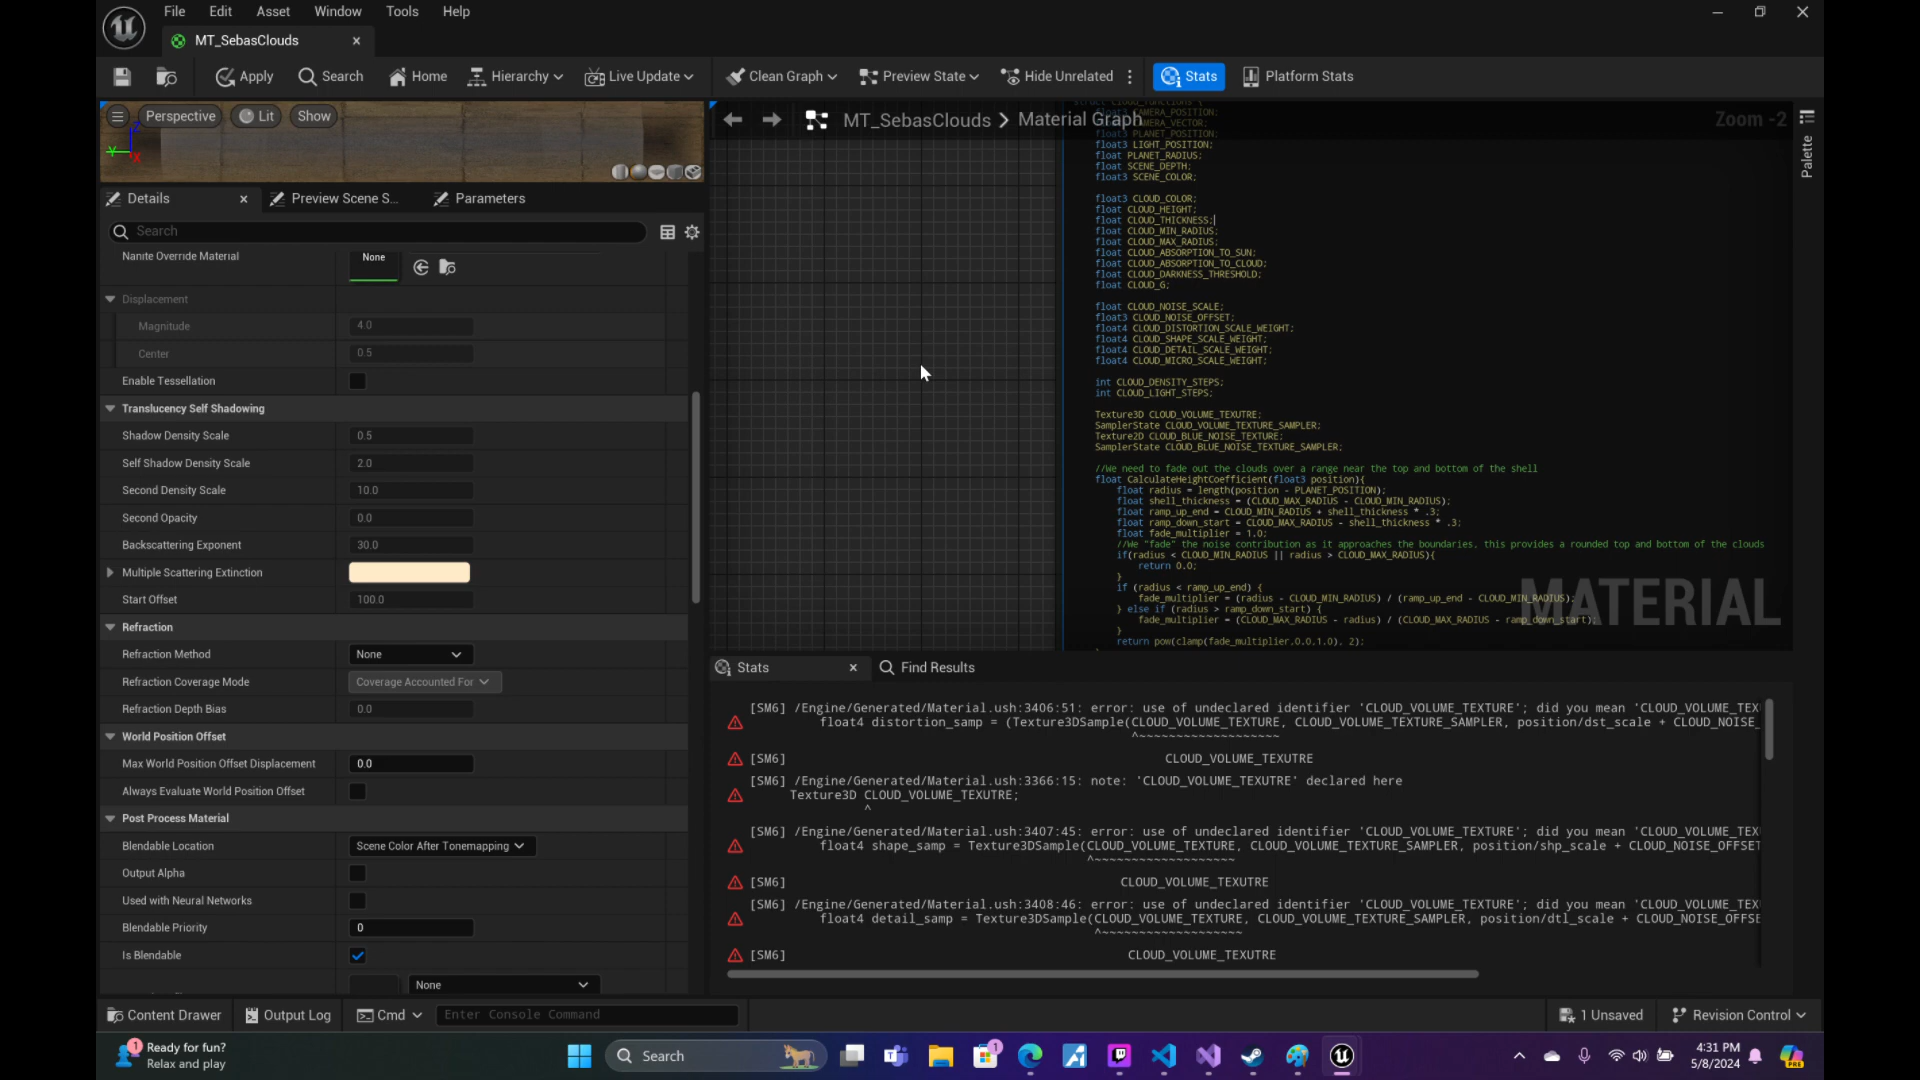 File Edit Asset Window Tools Help
MT_SebasClouds
Apply Search Home Hierarchy Live Update Clean Graph Preview State Hide Unrelated Stats Platform Stats
Perspective Lit Show
Z
Y
X
MT_SebasClouds > Material Graph
Zoom -2
Palette
Details Preview Scene S... Parameters
Search
Nanite Override Material None
Displacement
Magnitude 4.0
Center 0.5
Enable Tessellation
Translucency Self Shadowing
Shadow Density Scale 0.5
Self Shadow Density Scale 2.0
Second Density Scale 10.0
Second Opacity 0.0
Backscattering Exponent 30.0
Multiple Scattering Extinction
Start Offset 100.0
Refraction
Refraction Method None
Refraction Coverage Mode Coverage Accounted For
Refraction Depth Bias 0.0
World Position Offset
Max World Position Offset Displacement 0.0
Always Evaluate World Position Offset
Post Process Material
Blendable Location Scene Color After Tonemapping
Output Alpha
Used with Neural Networks
Blendable Priority 0
Is Blendable
None
struct Cloud_Functions {
float3 CAMERA_POSITION;
CAMERA_VECTOR;
float3 PLANET_POSITION;
float3 LIGHT_POSITION;
float PLANET_RADIUS;
float SCENE_DEPTH;
float3 SCENE_COLOR;
float3 CLOUD_COLOR;
float CLOUD_HEIGHT;
float CLOUD_THICKNESS;
float CLOUD_MIN_RADIUS;
float CLOUD_MAX_RADIUS;
float CLOUD_ABSORPTION_TO_SUN;
float CLOUD_ABSORPTION_TO_CLOUD;
float CLOUD_DARKNESS_THRESHOLD;
float CLOUD_G;
float CLOUD_NOISE_SCALE;
float3 CLOUD_NOISE_OFFSET;
float4 CLOUD_DISTORTION_SCALE_WEIGHT;
float4 CLOUD_SHAPE_SCALE_WEIGHT;
float4 CLOUD_DETAIL_SCALE_WEIGHT;
float4 CLOUD_MICRO_SCALE_WEIGHT;
int CLOUD_DENSITY_STEPS;
int CLOUD_LIGHT_STEPS;
Texture3D CLOUD_VOLUME_TEXUTRE;
SamplerState CLOUD_VOLUME_TEXTURE_SAMPLER;
Texture2D CLOUD_BLUE_NOISE_TEXTURE;
SamplerState CLOUD_BLUE_NOISE_TEXTURE_SAMPLER;
//We need to fade out the clouds over a range near the top and bottom of the shell
float CalculateHeightCoefficient(float3 position){
float radius = length(position - PLANET_POSITION);
float shell_thickness = (CLOUD_MAX_RADIUS - CLOUD_MIN_RADIUS);
float ramp_up_end = CLOUD_MIN_RADIUS + shell_thickness * .3;
float ramp_down_start = CLOUD_MAX_RADIUS - shell_thickness * .3;
float fade_multiplier = 1.0;
//We "fade" the noise contribution as it approaches the boundaries, this provides a rounded top and bottom of the clouds
if(radius < CLOUD_MIN_RADIUS || radius > CLOUD_MAX_RADIUS){
return 0.0;
}
if (radius < ramp_up_end) {
fade_multiplier = (radius - CLOUD_MIN_RADIUS) / (ramp_up_end - CLOUD_MIN_RADIUS);
} else if (radius > ramp_down_start) {
fade_multiplier = (CLOUD_MAX_RADIUS - radius) / (CLOUD_MAX_RADIUS - ramp_down_start);
}
return pow(clamp(fade_multiplier,0.0,1.0), 2);
MATERIAL
Stats Find Results
[SM6] /Engine/Generated/Material.ush:3406:51: error: use of undeclared identifier 'CLOUD_VOLUME_TEXTURE'; did you mean 'CLOUD_VOLUME_TEX
float4 distortion_samp = (Texture3DSample(CLOUD_VOLUME_TEXTURE, CLOUD_VOLUME_TEXTURE_SAMPLER, position/dst_scale + CLOUD_NOISE_
^~~~~~~~~~~~~~~~~~~~
[SM6] CLOUD_VOLUME_TEXUTRE
[SM6] /Engine/Generated/Material.ush:3366:15: note: 'CLOUD_VOLUME_TEXUTRE' declared here
Texture3D CLOUD_VOLUME_TEXUTRE;
^
[SM6] /Engine/Generated/Material.ush:3407:45: error: use of undeclared identifier 'CLOUD_VOLUME_TEXTURE'; did you mean 'CLOUD_VOLUME_TEX
float4 shape_samp = Texture3DSample(CLOUD_VOLUME_TEXTURE, CLOUD_VOLUME_TEXTURE_SAMPLER, position/shp_scale + CLOUD_NOISE_OFFSET
^~~~~~~~~~~~~~~~~~~~
[SM6] CLOUD_VOLUME_TEXUTRE
[SM6] /Engine/Generated/Material.ush:3408:46: error: use of undeclared identifier 'CLOUD_VOLUME_TEXTURE'; did you mean 'CLOUD_VOLUME_TEX
float4 detail_samp = Texture3DSample(CLOUD_VOLUME_TEXTURE, CLOUD_VOLUME_TEXTURE_SAMPLER, position/dtl_scale + CLOUD_NOISE_OFFSE
^~~~~~~~~~~~~~~~~~~~
[SM6] CLOUD_VOLUME_TEXUTRE
Content Drawer Output Log Cmd Enter Console Command 1 Unsaved Revision Control
1 Ready for fun?
Relax and play
Search
1
4:31 PM
5/8/2024
PRE